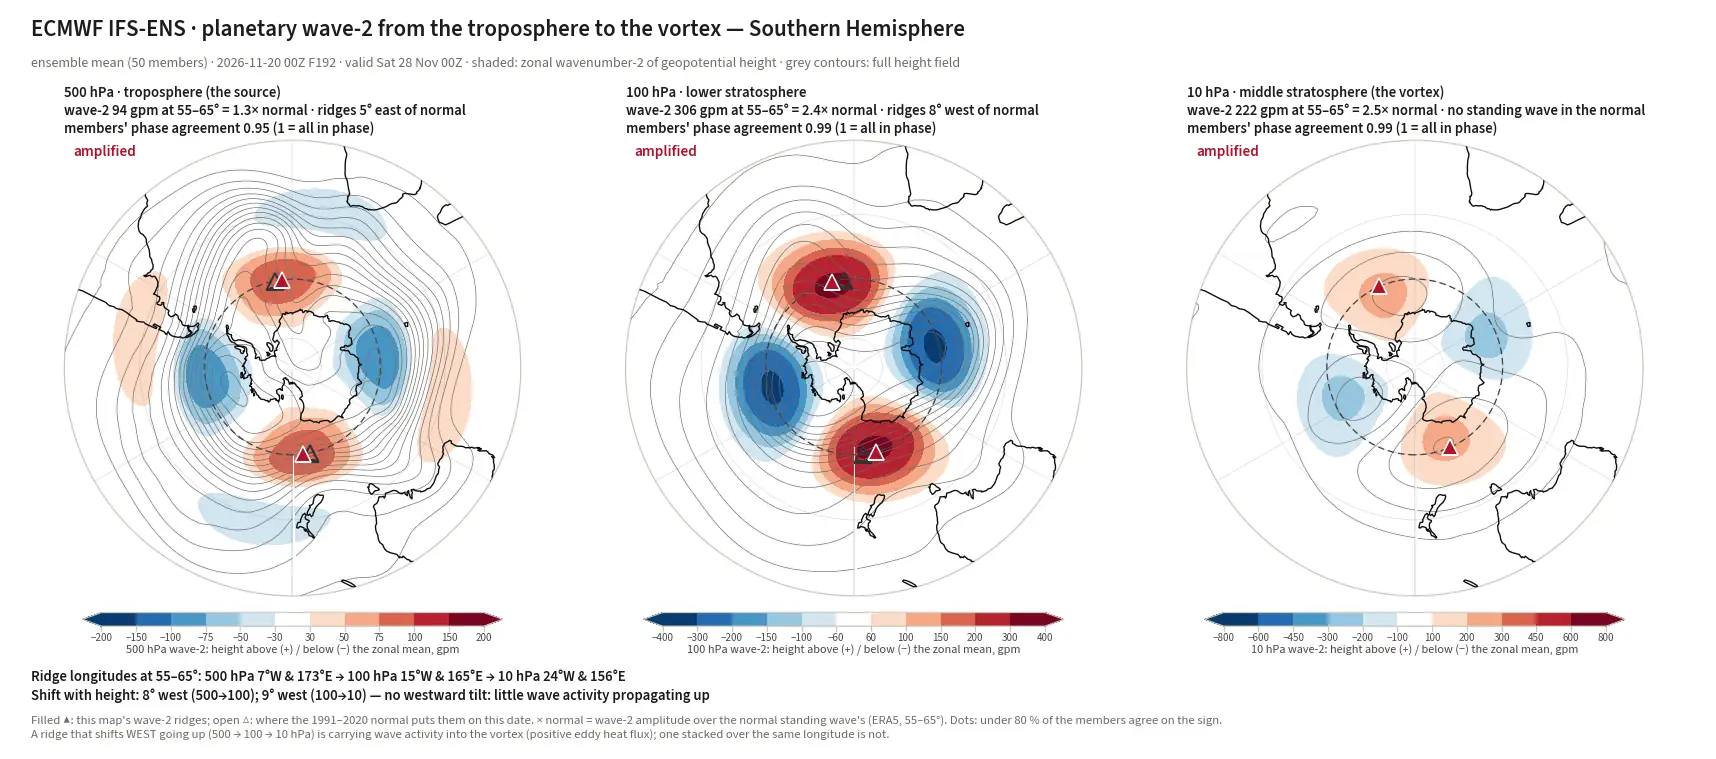 ECMWF IFS-ENS · planetary wave-2 from the troposphere to the vortex — Southern Hemisphere
ensemble mean (50 members) · 2026-11-20 00Z F192 · valid Sat 28 Nov 00Z · shaded: zonal wavenumber-2 of geopotential height · grey contours: full height field
500 hPa · troposphere (the source)
wave-2 94 gpm at 55–65° = 1.3× normal · ridges 5° east of normal
members' phase agreement 0.95 (1 = all in phase)
amplified
100 hPa · lower stratosphere
wave-2 306 gpm at 55–65° = 2.4× normal · ridges 8° west of normal
members' phase agreement 0.99 (1 = all in phase)
amplified
10 hPa · middle stratosphere (the vortex)
wave-2 222 gpm at 55–65° = 2.5× normal · no standing wave in the normal
members' phase agreement 0.99 (1 = all in phase)
amplified
−200 −150 −100 −75 −50 −30 30 50 75 100 150 200
500 hPa wave-2: height above (+) / below (−) the zonal mean, gpm
−400 −300 −200 −150 −100 −60 60 100 150 200 300 400
100 hPa wave-2: height above (+) / below (−) the zonal mean, gpm
−800 −600 −450 −300 −200 −100 100 200 300 450 600 800
10 hPa wave-2: height above (+) / below (−) the zonal mean, gpm
Ridge longitudes at 55–65°: 500 hPa 7°W & 173°E → 100 hPa 15°W & 165°E → 10 hPa 24°W & 156°E
Shift with height: 8° west (500→100); 9° west (100→10) — no westward tilt: little wave activity propagating up
Filled ▲: this map's wave-2 ridges; open △: where the 1991–2020 normal puts them on this date. × normal = wave-2 amplitude over the normal standing wave's (ERA5, 55–65°). Dots: under 80 % of the members agree on the sign.
A ridge that shifts WEST going up (500 → 100 → 10 hPa) is carrying wave activity into the vortex (positive eddy heat flux); one stacked over the same longitude is not.